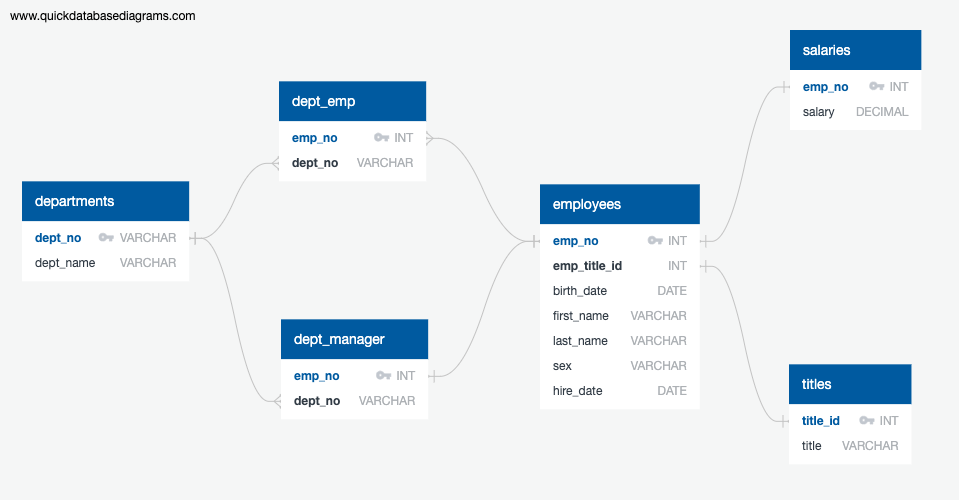 www.quickdatabasediagrams.com
salaries
emp_no INT
salary DECIMAL
dept_emp
emp_no INT
dept_no VARCHAR
departments
dept_no VARCHAR
dept_name VARCHAR
employees
emp_no INT
emp_title_id INT
birth_date DATE
first_name VARCHAR
last_name VARCHAR
sex VARCHAR
hire_date DATE
dept_manager
emp_no INT
dept_no VARCHAR
titles
title_id INT
title VARCHAR